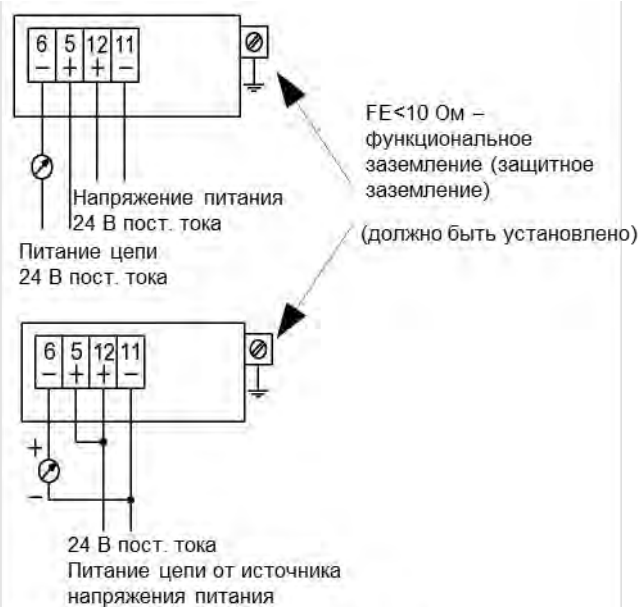 6 5 12 11
− + + −
FE<10 Ом –
функциональное
заземление (защитное
заземление)
(должно быть установлено)
Напряжение питания
24 В пост. тока
Питание цепи
24 В пост. тока
6 5 12 11
− + + −
+
−
24 В пост. тока
Питание цепи от источника
напряжения питания